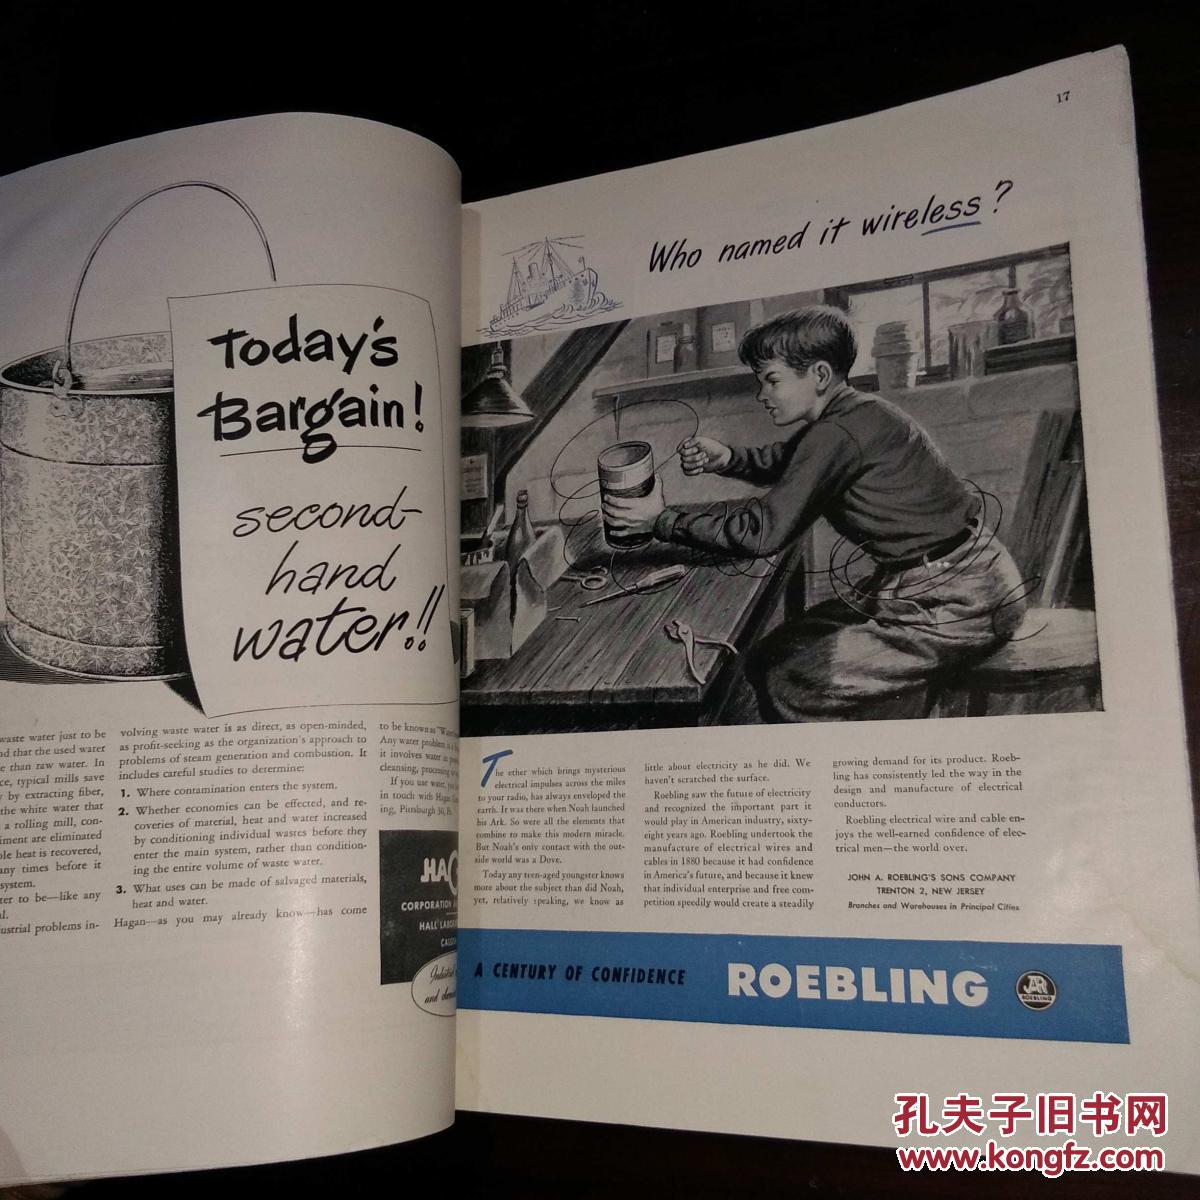 Today's
Bargain!
second-
hand
water!!
waste water just to be
nd that the used water
e than raw water. In
ce, typical mills save
y by extracting fiber,
the white water that
a rolling mill, con-
iment are eliminated
ble heat is recovered,
any times before it
system.
ter to be—like any
l.
ustrial problems in-
volving waste water is as direct, as open-minded,
as profit-seeking as the organization's approach to
problems of steam generation and combustion. It
includes careful studies to determine:
1. Where contamination enters the system.
2. Whether economies can be effected, and re-
coveries of material, heat and water increased
by conditioning individual wastes before they
enter the main system, rather than condition-
ing the entire volume of waste water.
3. What uses can be made of salvaged materials,
heat and water.
Hagan—as you may already know—has come
to be known as "Water
Any water problem is
it involves water in
cleansing, processing
If you use water, you
in touch with Hagan
ing, Pittsburgh 30, Pa.
HA
CORPORATION
HALL LABOR
CALGON
Industrial
and chem
17
Who named it wireless?
The ether which brings mysterious
electrical impulses across the miles
to your radio, has always enveloped the
earth. It was there when Noah launched
his Ark. So were all the elements that
combine to make this modern miracle.
But Noah's only contact with the out-
side world was a Dove.
Today any teen-aged youngster knows
more about the subject than did Noah,
yet, relatively speaking, we know as
little about electricity as he did. We
haven't scratched the surface.
Roebling saw the future of electricity
and recognized the important part it
would play in American industry, sixty-
eight years ago. Roebling undertook the
manufacture of electrical wires and
cables in 1880 because it had confidence
in America's future, and because it knew
that individual enterprise and free com-
petition speedily would create a steadily
growing demand for its product. Roeb-
ling has consistently led the way in the
design and manufacture of electrical
conductors.
Roebling electrical wire and cable en-
joys the well-earned confidence of elec-
trical men—the world over.
JOHN A. ROEBLING'S SONS COMPANY
TRENTON 2, NEW JERSEY
Branches and Warehouses in Principal Cities
A CENTURY OF CONFIDENCE ROEBLING
JAR
ROEBLING
孔夫子旧书网
www.kongfz.com